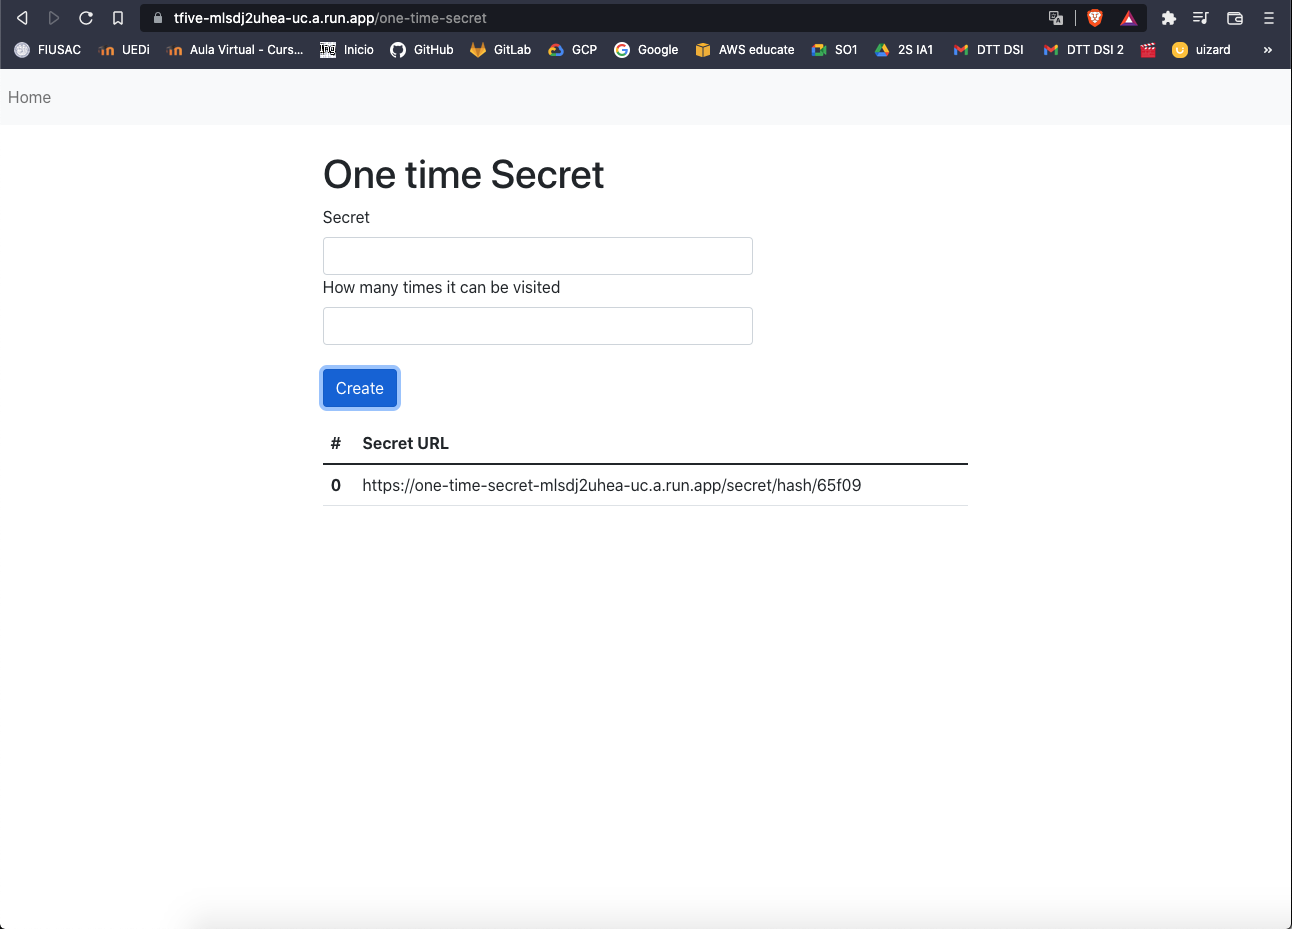 tfive-mlsdj2uhea-uc.a.run.app/one-time-secret
FIUSAC UEDi Aula Virtual - Curs... Inicio GitHub GitLab GCP Google AWS educate SO1 2S IA1 DTT DSI DTT DSI 2 uizard »
Home
One time Secret
Secret
How many times it can be visited
Create
# Secret URL
0 https://one-time-secret-mlsdj2uhea-uc.a.run.app/secret/hash/65f09